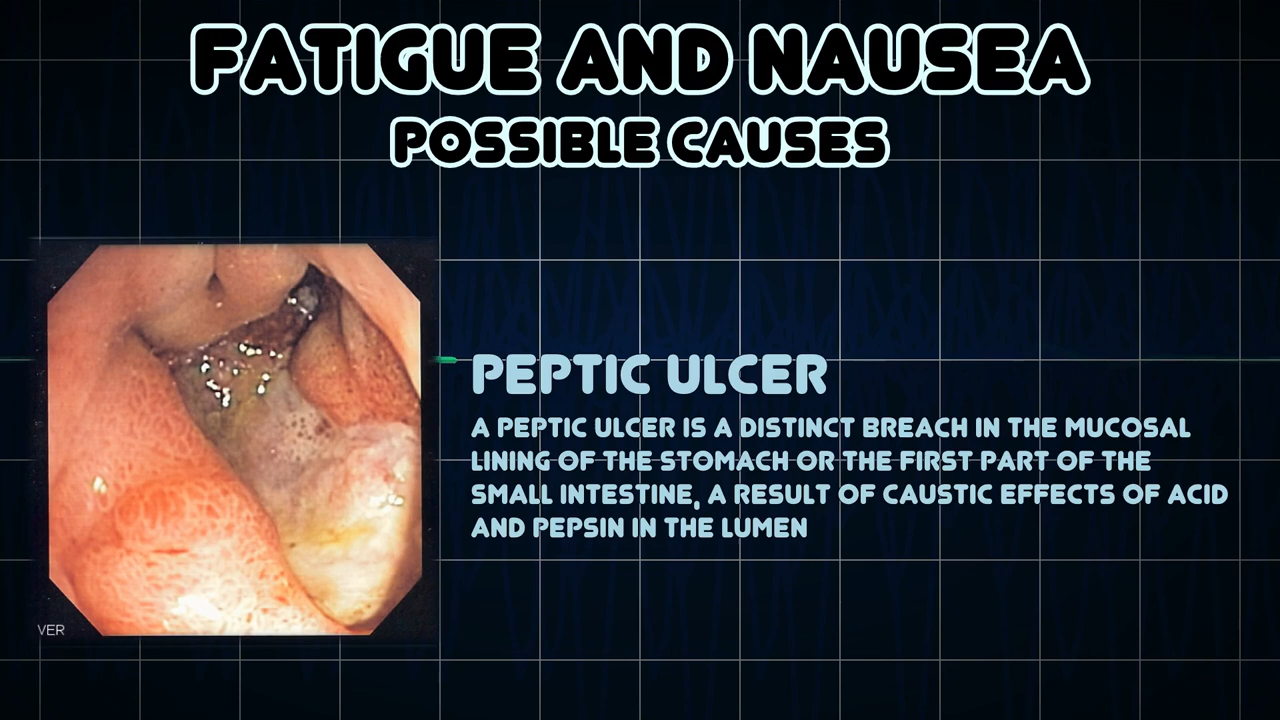 FATIGUE AND NAUSEA
POSSIBLE CAUSES
PEPTIC ULCER
A PEPTIC ULCER IS A DISTINCT BREACH IN THE MUCOSAL
LINING OF THE STOMACH OR THE FIRST PART OF THE
SMALL INTESTINE, A RESULT OF CAUSTIC EFFECTS OF ACID
AND PEPSIN IN THE LUMEN
VER